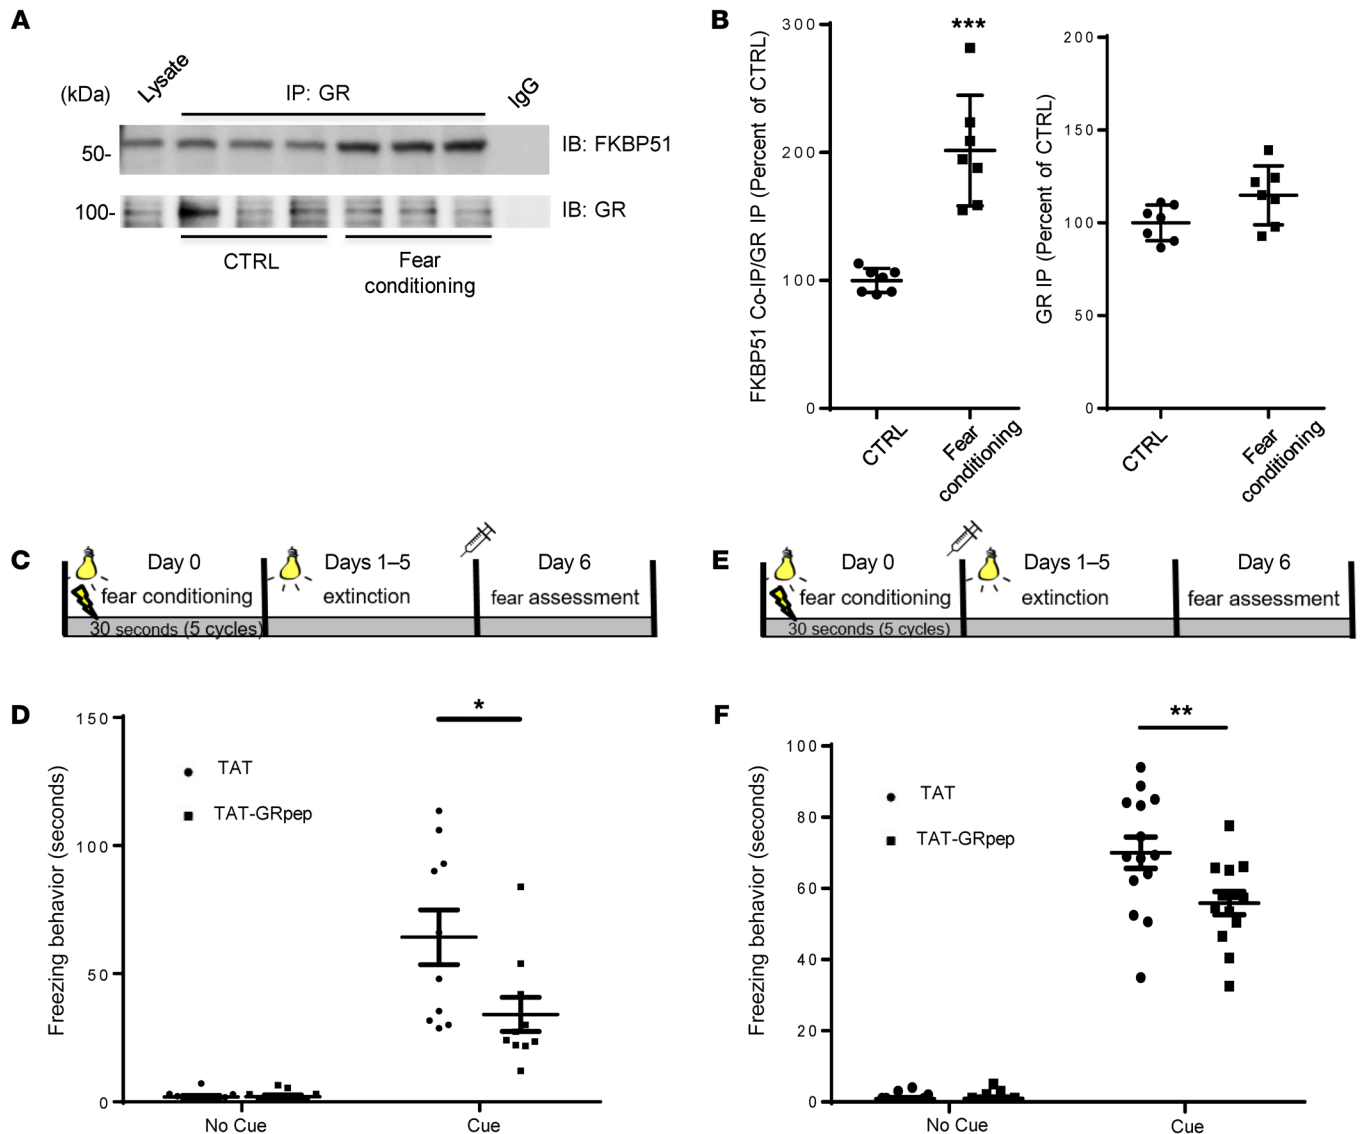 A
(kDa)
Lysate
IP: GR
IgG
50-
IB: FKBP51
100-
IB: GR
CTRL
Fear
conditioning
B
FKBP51 Co-IP/GR IP (Percent of CTRL)
300
200
100
0
***
CTRL
Fear
conditioning
GR IP (Percent of CTRL)
200
150
100
50
0
CTRL
Fear
conditioning
C
Day 0
fear conditioning
30 seconds (5 cycles)
Days 1–5
extinction
Day 6
fear assessment
E
Day 0
fear conditioning
30 seconds (5 cycles)
Days 1–5
extinction
Day 6
fear assessment
D
Freezing behavior (seconds)
150
100
50
0
TAT
TAT-GRpep
*
No Cue
Cue
F
Freezing behavior (seconds)
100
80
60
40
20
0
TAT
TAT-GRpep
**
No Cue
Cue